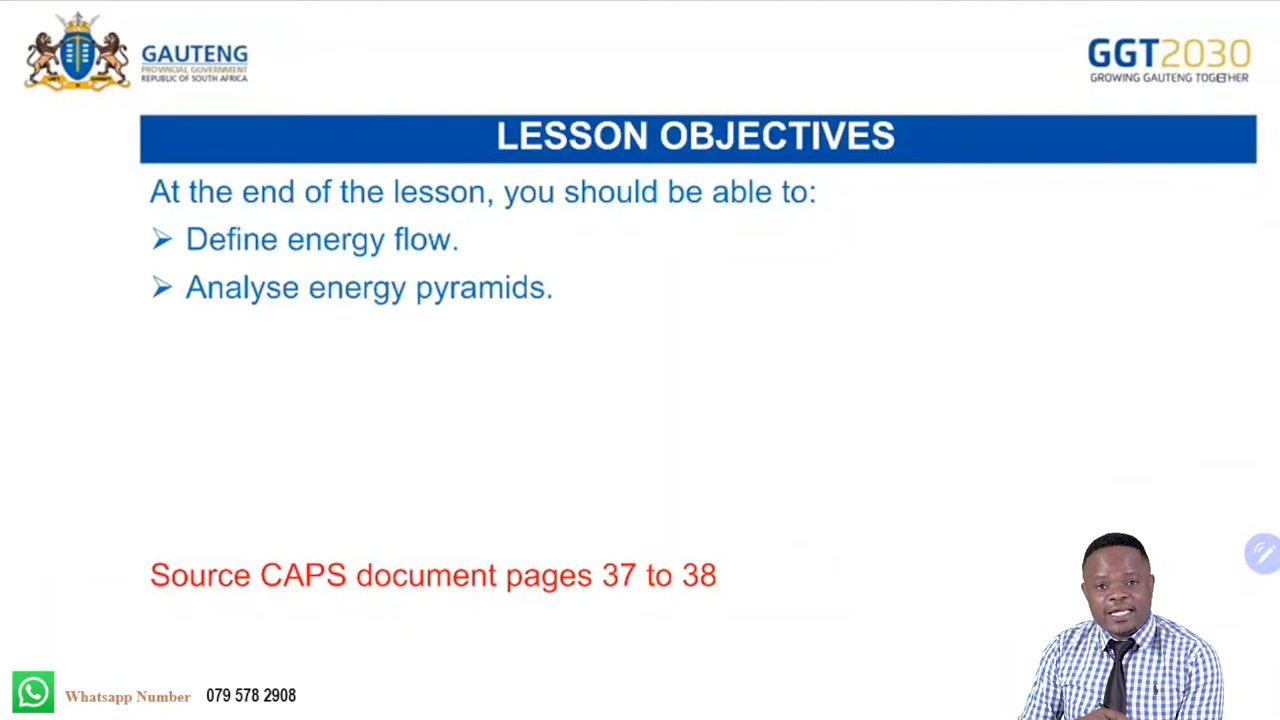 GAUTENG
PROVINCIAL GOVERNMENT
REPUBLIC OF SOUTH AFRICA
GGT2030
GROWING GAUTENG TOGETHER
LESSON OBJECTIVES
At the end of the lesson, you should be able to:
➢ Define energy flow.
➢ Analyse energy pyramids.
Source CAPS document pages 37 to 38
Whatsapp Number 079 578 2908